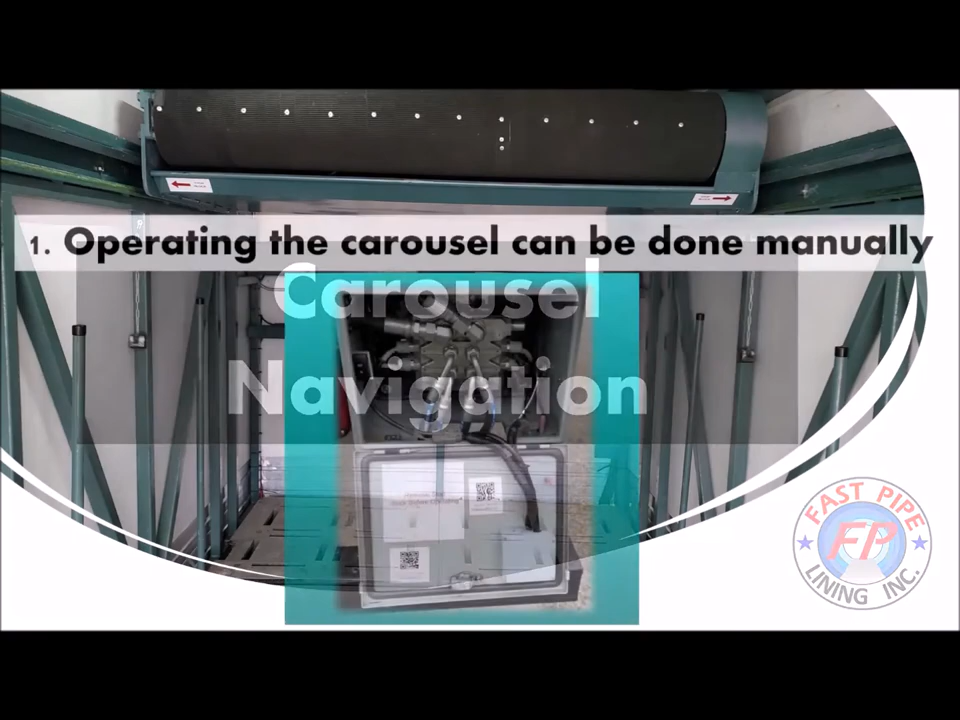 1. Operating the carousel can be done manually
Carousel
Navigation
FAST PIPE
FP
LINING INC.